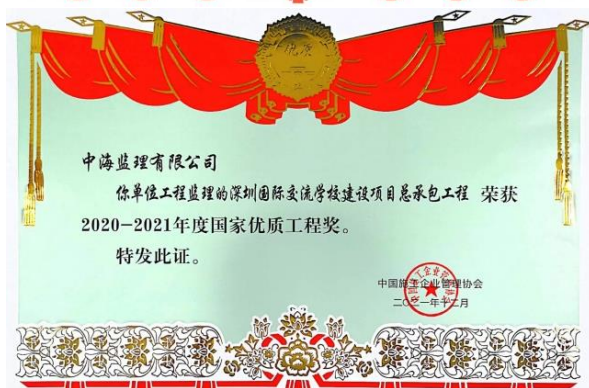 优质
中海监理有限公司
你单位工程监理的深圳国际交流学校建设项目总承包工程 荣获
2020-2021年度国家优质工程奖。
特发此证。
中国施工企业管理协会
二〇二一年十二月